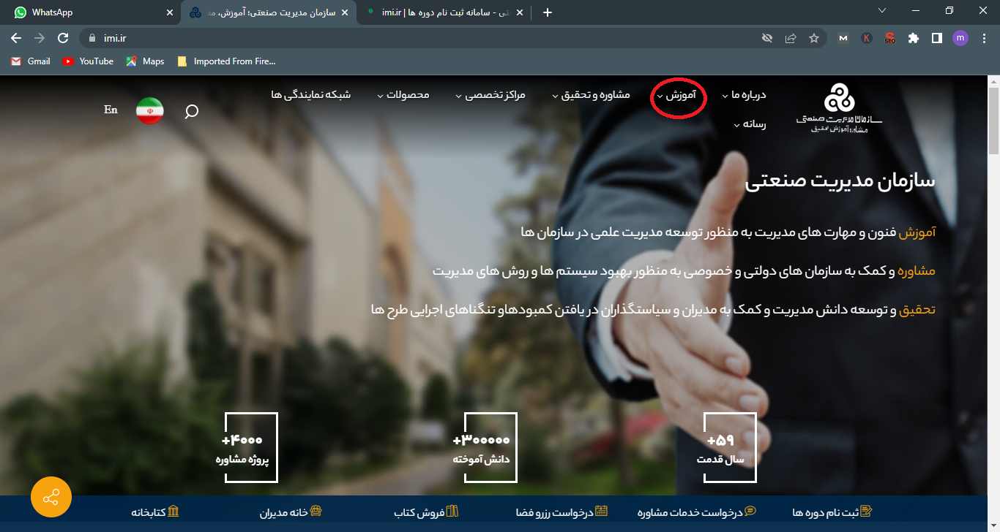 WhatsApp
سازمان مدیریت صنعتی؛ آموزش،
تی - سامانه ثبت نام دوره ها | imi.ir
imi.ir
Gmail
YouTube
Maps
Imported From Fire...
درباره ما
آموزش
مشاوره و تحقیق
مراکز تخصصی
محصولات
شبکه نمایندگی ها
رسانه
En
سازمان مدیریت صنعتی
مشاوره آموزش تحقیق
سازمان مدیریت صنعتی
آموزش فنون و مهارت های مدیریت به منظور توسعه مدیریت علمی در سازمان ها
مشاوره و کمک به سازمان های دولتی و خصوصی به منظور بهبود سیستم ها و روش های مدیریت
تحقیق و توسعه دانش مدیریت و کمک به مدیران و سیاستگذاران در یافتن کمبودهاو تنگناهای اجرایی طرح ها
+۵۹
سال قدمت
+۳۰۰۰۰۰
دانش آموخته
+۴۰۰۰
پروژه مشاوره
ثبت نام دوره ها
درخواست خدمات مشاوره
درخواست رزرو فضا
فروش کتاب
خانه مدیران
کتابخانه
M
K
SEO
m